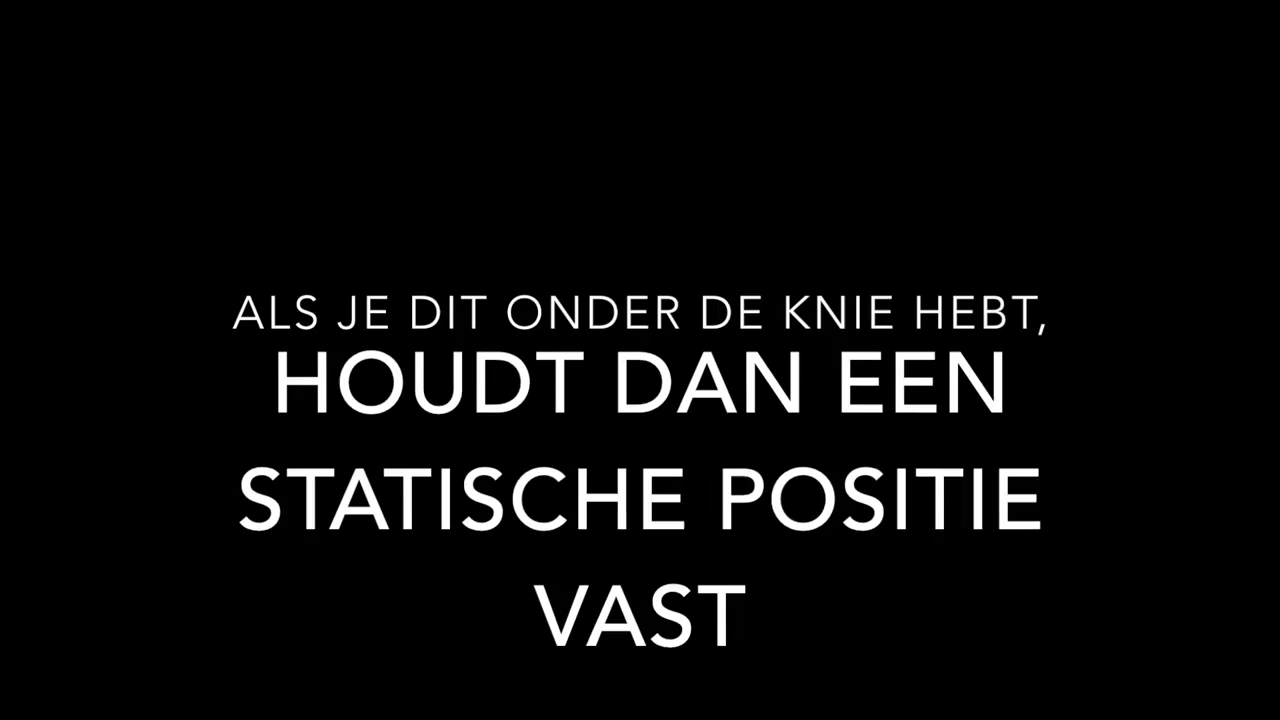 ALS JE DIT ONDER DE KNIE HEBT,
HOUDT DAN EEN
STATISCHE POSITIE
VAST